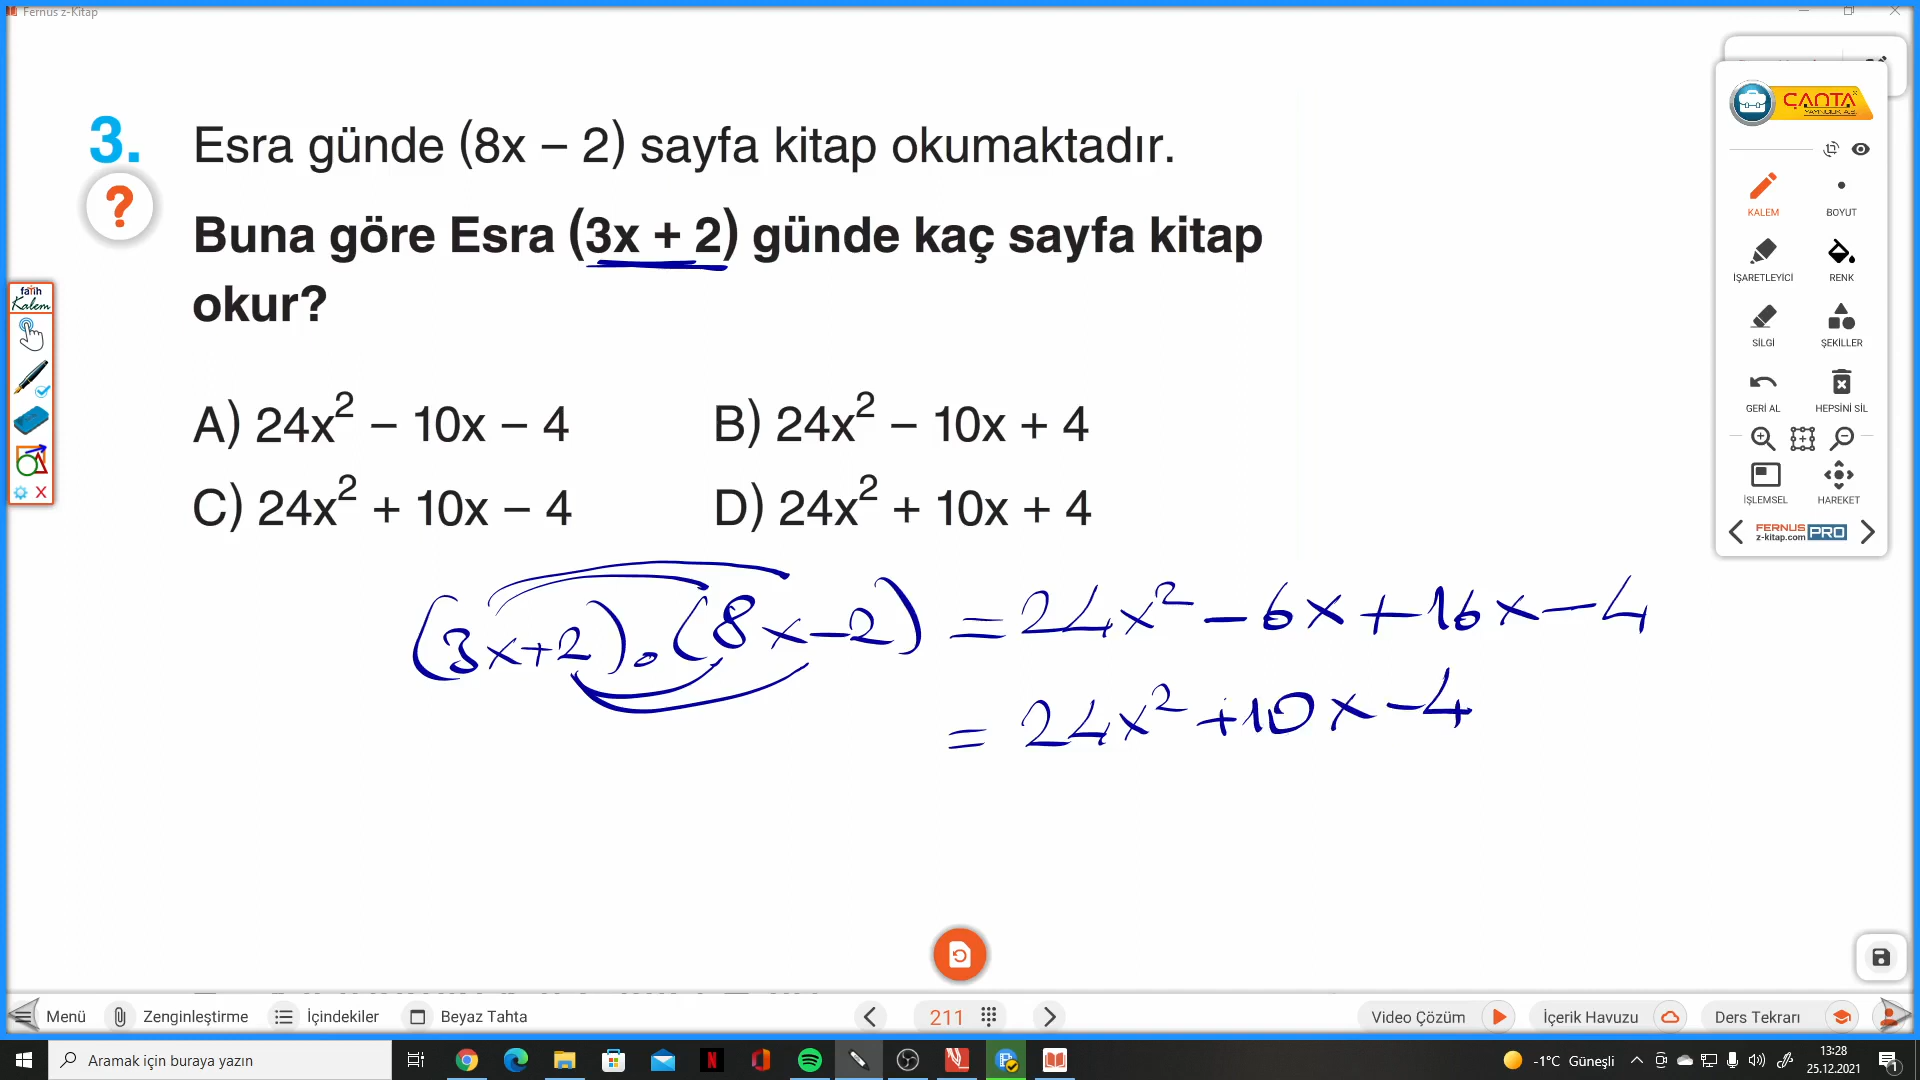 Fernus z-Kitap
3. Esra günde (8x – 2) sayfa kitap okumaktadır.
?
Buna göre Esra (3x + 2) günde kaç sayfa kitap
okur?
A) 24x² – 10x – 4 B) 24x² – 10x + 4
C) 24x² + 10x – 4 D) 24x² + 10x + 4
(3x+2).(8x-2) = 24x² - 6x + 16x - 4
= 24x² + 10x - 4
fatih
Kalem
ÇANTA
KALEM BOYUT
İŞARETLEYİCİ RENK
SİLGİ ŞEKİLLER
GERİ AL HEPSİNİ SİL
İŞLEMSEL HAREKET
FERNUS
z-kitap.com PRO
Menü Zenginleştirme İçindekiler Beyaz Tahta 211 Video Çözüm İçerik Havuzu Ders Tekrarı
Aramak için buraya yazın -1°C Güneşli 13:28
25.12.2021